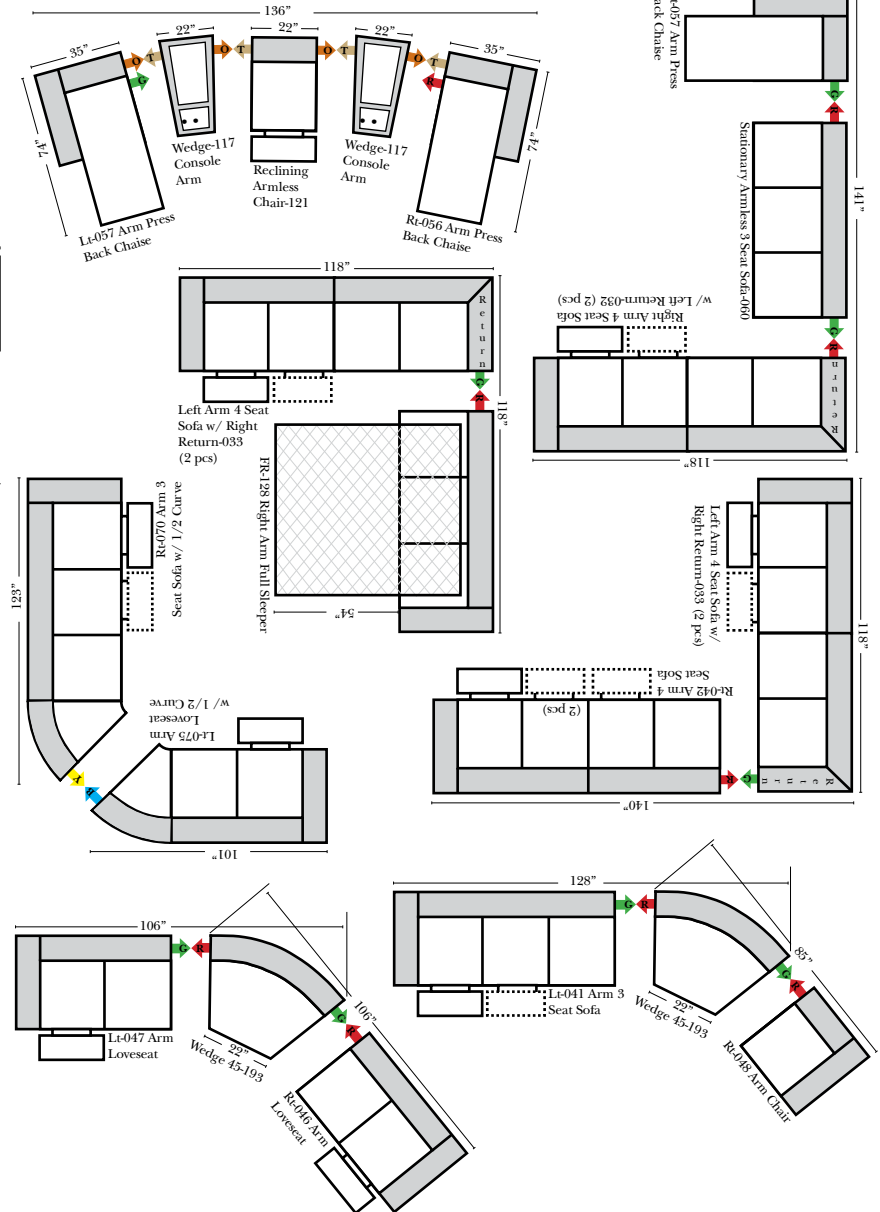 136”
22”
22”
22”
35”
35”
O
T
O
T
O
T
O
T
G
R
74”
74”
Wedge-117
Console
Arm
Reclining
Armless
Chair-121
Wedge-117
Console
Arm
Lt-057 Arm Press
Back Chaise
Rt-056 Arm Press
Back Chaise
-057 Arm Press
ack Chaise
G
R
Stationary Armless 3 Seat Sofa-060
141”
G
R
Right Arm 4 Seat Sofa
w/ Left Return-032 (2 pcs)
Return
118”
118”
Return
G
R
118”
Left Arm 4 Seat
Sofa w/ Right
Return-033
(2 pcs)
FR-128 Right Arm Full Sleeper
54”
Rt-070 Arm 3
Seat Sofa w/ 1/2 Curve
123”
Lt-075 Arm
Loveseat
w/ 1/2 Curve
Y
B
101”
Left Arm 4 Seat Sofa w/
Right Return-033 (2 pcs)
118”
Return
Rt-042 Arm 4
Seat Sofa
(2 pcs)
R
G
140”
106”
G
R
Lt-047 Arm
Loveseat
22”
Wedge 45-193
G
R
106”
Rt-046 Arm
Loveseat
128”
G
R
Lt-041 Arm 3
Seat Sofa
22”
Wedge 45-193
85”
G
R
Rt-048 Arm Chair